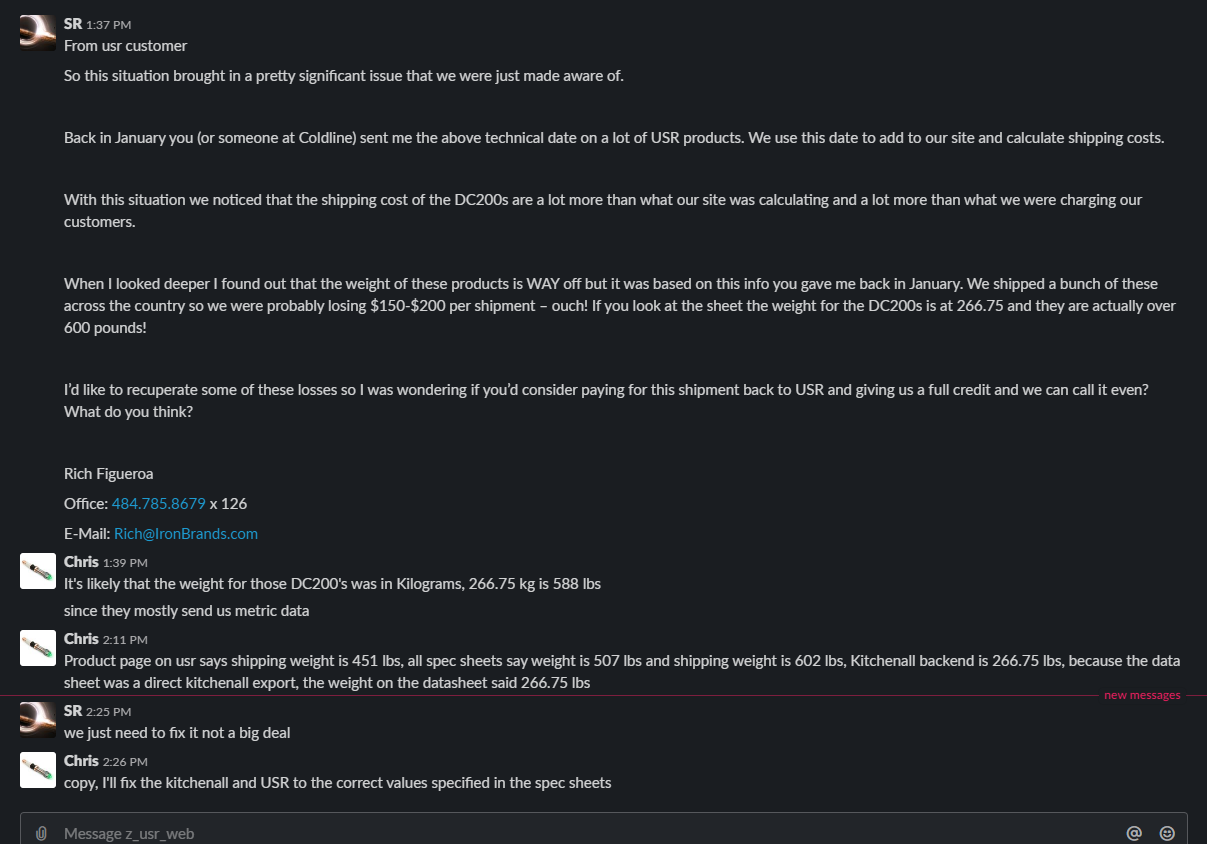 SR 1:37 PM
From usr customer
So this situation brought in a pretty significant issue that we were just made aware of.
Back in January you (or someone at Coldline) sent me the above technical date on a lot of USR products. We use this date to add to our site and calculate shipping costs.
With this situation we noticed that the shipping cost of the DC200s are a lot more than what our site was calculating and a lot more than what we were charging our
customers.
When I looked deeper I found out that the weight of these products is WAY off but it was based on this info you gave me back in January. We shipped a bunch of these
across the country so we were probably losing $150-$200 per shipment – ouch! If you look at the sheet the weight for the DC200s is at 266.75 and they are actually over
600 pounds!
I'd like to recuperate some of these losses so I was wondering if you'd consider paying for this shipment back to USR and giving us a full credit and we can call it even?
What do you think?
Rich Figueroa
Office: 484.785.8679 x 126
E-Mail: Rich@IronBrands.com
Chris 1:39 PM
It's likely that the weight for those DC200's was in Kilograms, 266.75 kg is 588 lbs
since they mostly send us metric data
Chris 2:11 PM
Product page on usr says shipping weight is 451 lbs, all spec sheets say weight is 507 lbs and shipping weight is 602 lbs, Kitchenall backend is 266.75 lbs, because the data
sheet was a direct kitchenall export, the weight on the datasheet said 266.75 lbs
new messages
SR 2:25 PM
we just need to fix it not a big deal
Chris 2:26 PM
copy, I'll fix the kitchenall and USR to the correct values specified in the spec sheets
Message z_usr_web